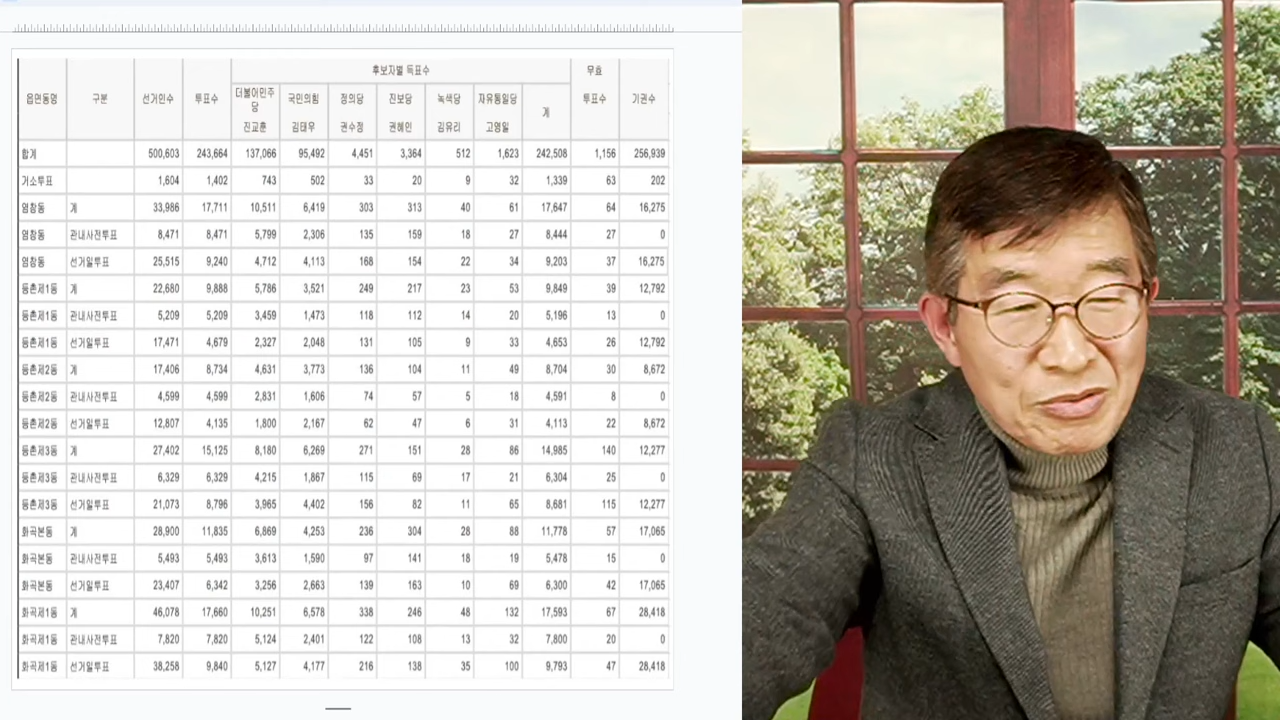 읍면동명 구분 선거인수 투표수 후보자별 득표수 무효 투표수 기권수
더불어민주당 진교훈 국민의힘 김태우 정의당 권수정 진보당 권혜인 녹색당 김유리 자유통일당 고영일 계
합계 500,603 243,664 137,066 95,492 4,451 3,364 512 1,623 242,508 1,156 256,939
거소투표 1,604 1,402 743 502 33 20 9 32 1,339 63 202
염창동 계 33,986 17,711 10,511 6,419 303 313 40 61 17,647 64 16,275
염창동 관내사전투표 8,471 8,471 5,799 2,306 135 159 18 27 8,444 27 0
염창동 선거일투표 25,515 9,240 4,712 4,113 168 154 22 34 9,203 37 16,275
등촌제1동 계 22,680 9,888 5,786 3,521 249 217 23 53 9,849 39 12,792
등촌제1동 관내사전투표 5,209 5,209 3,459 1,473 118 112 14 20 5,196 13 0
등촌제1동 선거일투표 17,471 4,679 2,327 2,048 131 105 9 33 4,653 26 12,792
등촌제2동 계 17,406 8,734 4,631 3,773 136 104 11 49 8,704 30 8,672
등촌제2동 관내사전투표 4,599 4,599 2,831 1,606 74 57 5 18 4,591 8 0
등촌제2동 선거일투표 12,807 4,135 1,800 2,167 62 47 6 31 4,113 22 8,672
등촌제3동 계 27,402 15,125 8,180 6,269 271 151 28 86 14,985 140 12,277
등촌제3동 관내사전투표 6,329 6,329 4,215 1,867 115 69 17 21 6,304 25 0
등촌제3동 선거일투표 21,073 8,796 3,965 4,402 156 82 11 65 8,681 115 12,277
화곡본동 계 28,900 11,835 6,869 4,253 236 304 28 88 11,778 57 17,065
화곡본동 관내사전투표 5,493 5,493 3,613 1,590 97 141 18 19 5,478 15 0
화곡본동 선거일투표 23,407 6,342 3,256 2,663 139 163 10 69 6,300 42 17,065
화곡제1동 계 46,078 17,660 10,251 6,578 338 246 48 132 17,593 67 28,418
화곡제1동 관내사전투표 7,820 7,820 5,124 2,401 122 108 13 32 7,800 20 0
화곡제1동 선거일투표 38,258 9,840 5,127 4,177 216 138 35 100 9,793 47 28,418